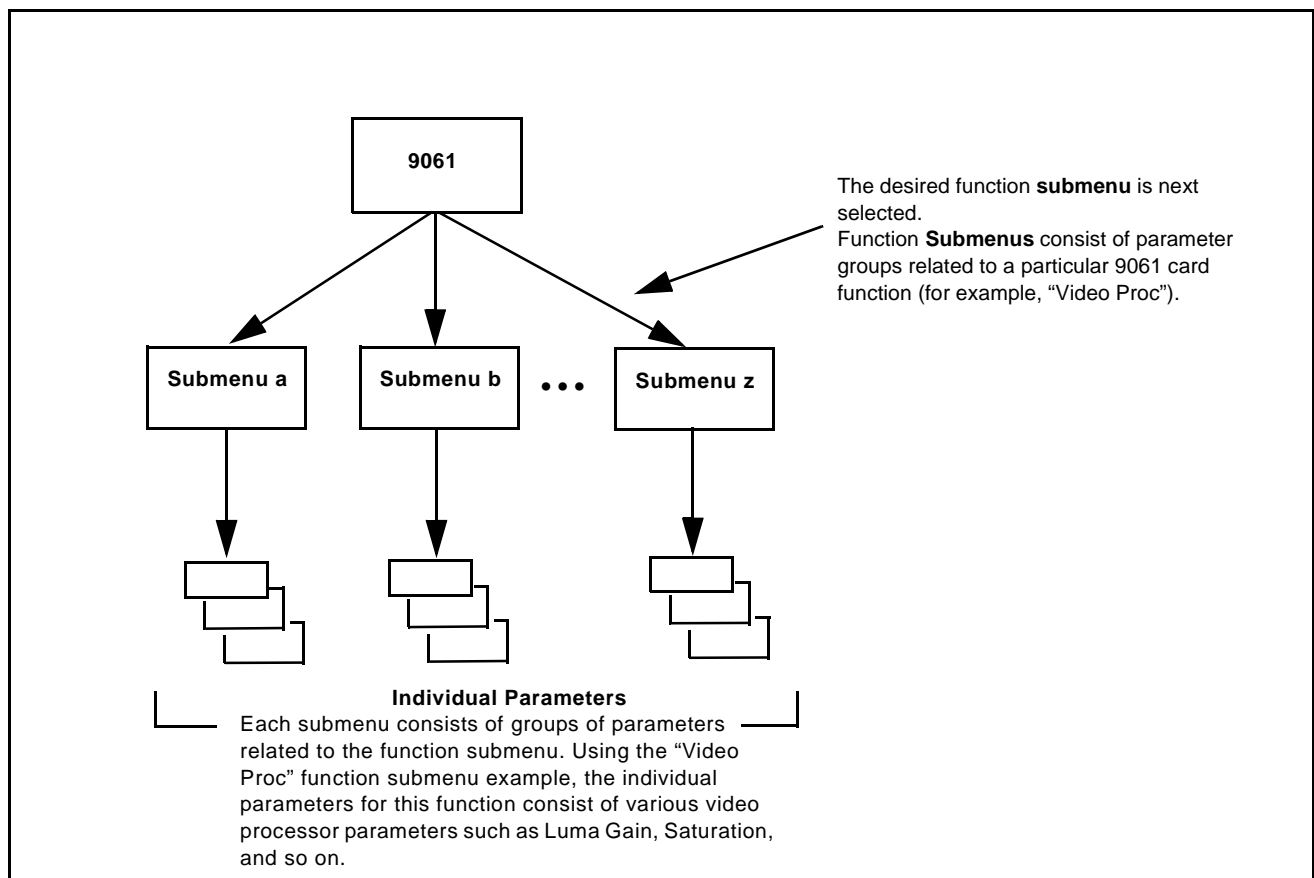 9061
The desired function submenu is next
selected.
Function Submenus consist of parameter
groups related to a particular 9061 card
function (for example, “Video Proc”).
Submenu a
Submenu b
•••
Submenu z
Individual Parameters
Each submenu consists of groups of parameters
related to the function submenu. Using the “Video
Proc” function submenu example, the individual
parameters for this function consist of various video
processor parameters such as Luma Gain, Saturation,
and so on.